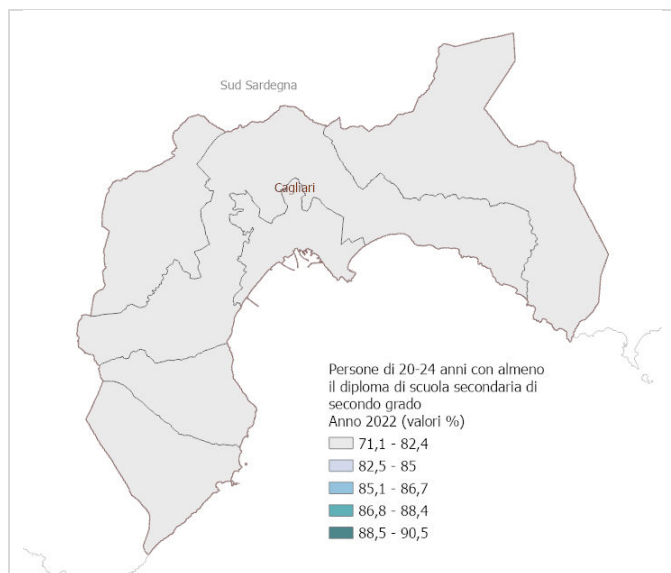 Sud Sardegna
Cagliari
Persone di 20-24 anni con almeno
il diploma di scuola secondaria di
secondo grado
Anno 2022 (valori %)
71,1 - 82,4
82,5 - 85
85,1 - 86,7
86,8 - 88,4
88,5 - 90,5